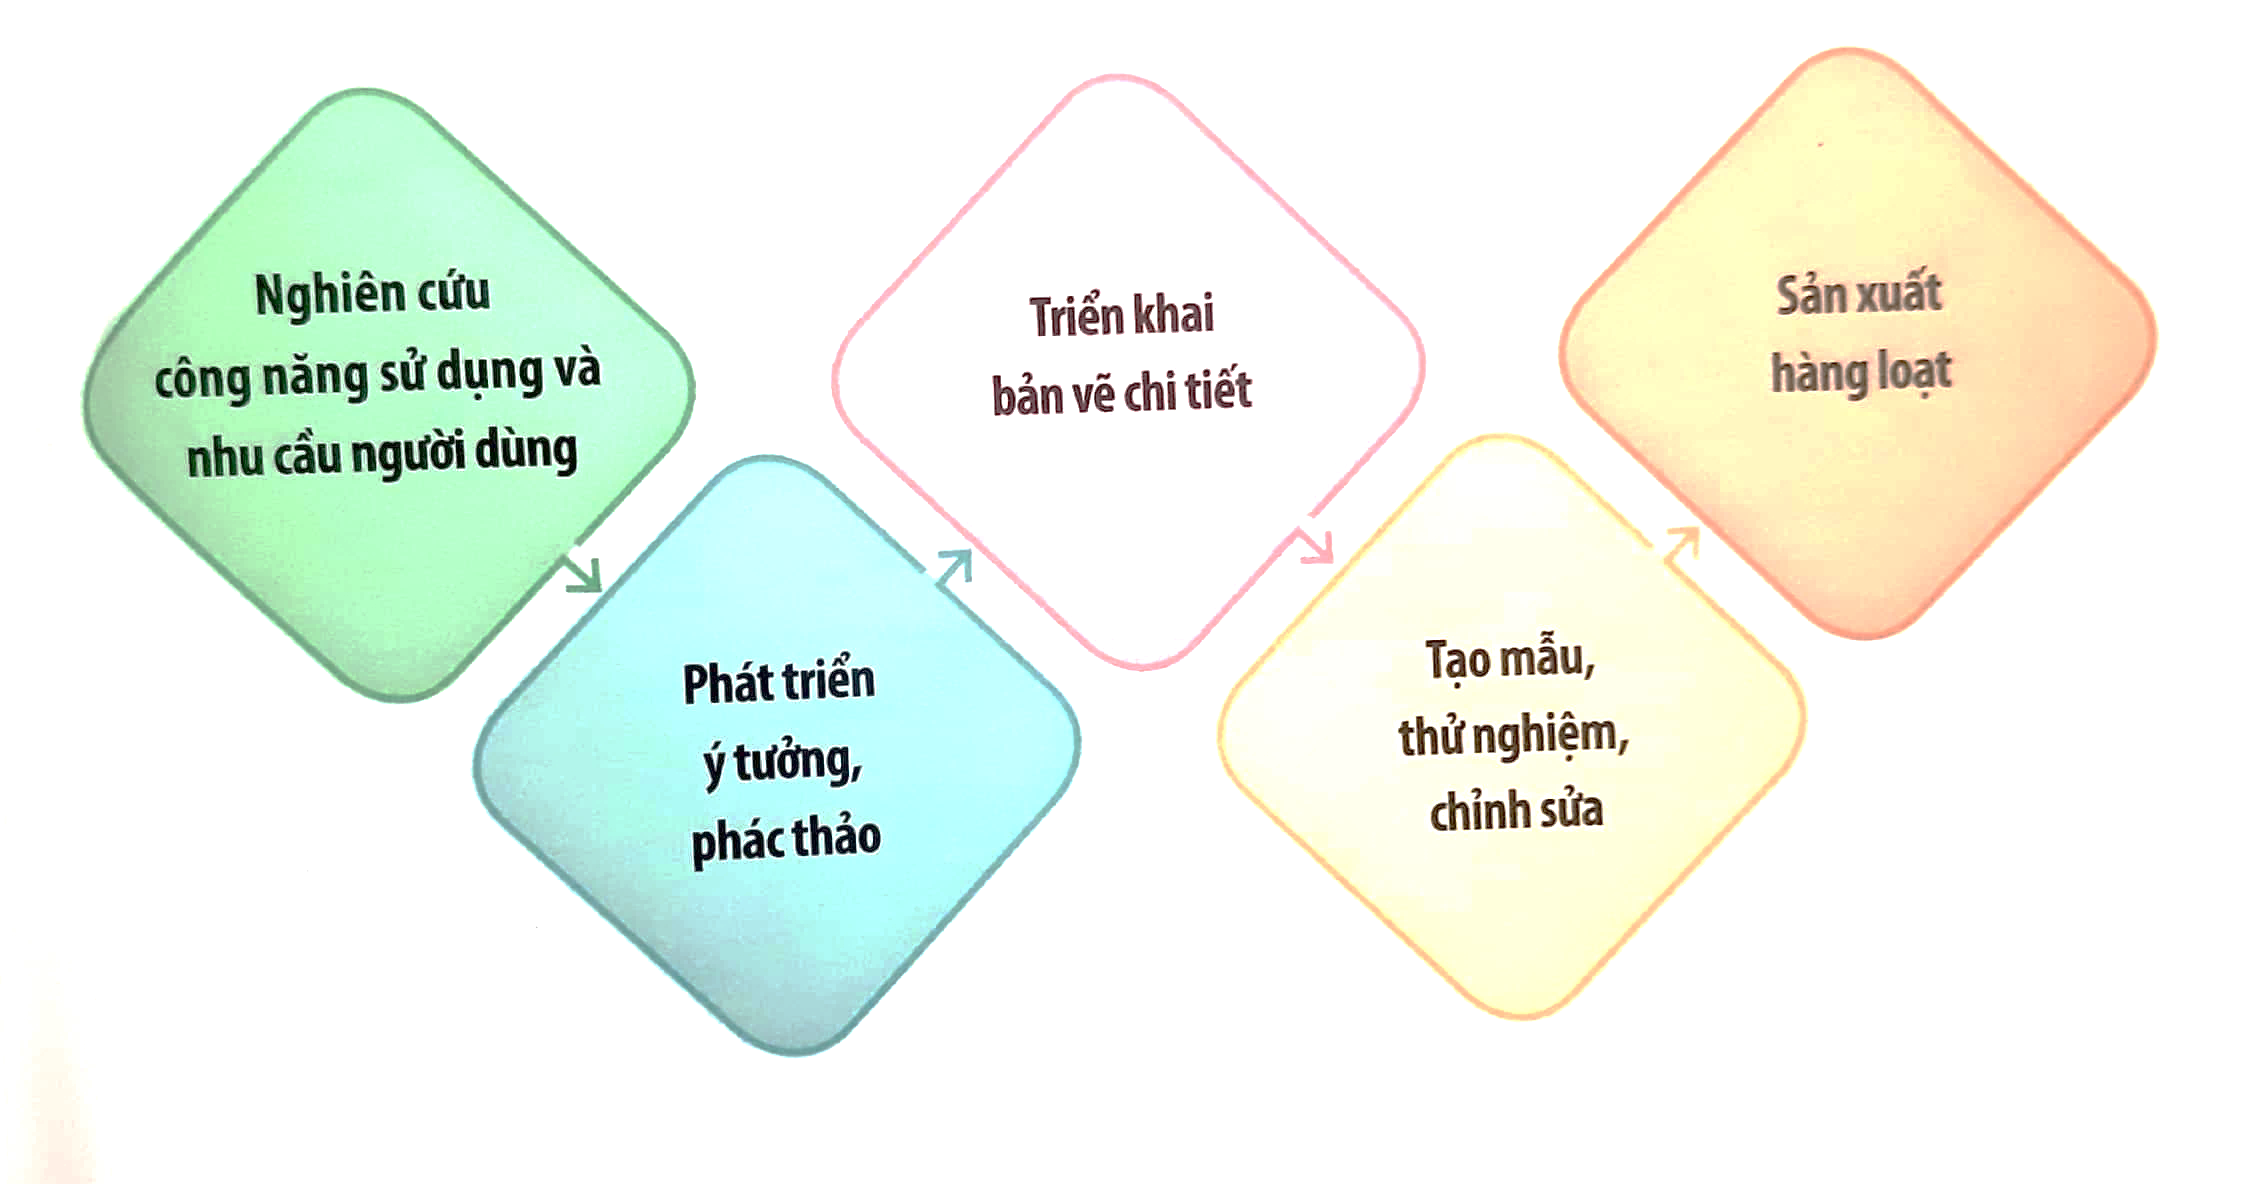 Nghiên cứu
công năng sử dụng và
nhu cầu người dùng
Phát triển
ý tưởng,
phác thảo
Triển khai
bản vẽ chi tiết
Tạo mẫu,
thử nghiệm,
chỉnh sửa
Sản xuất
hàng loạt